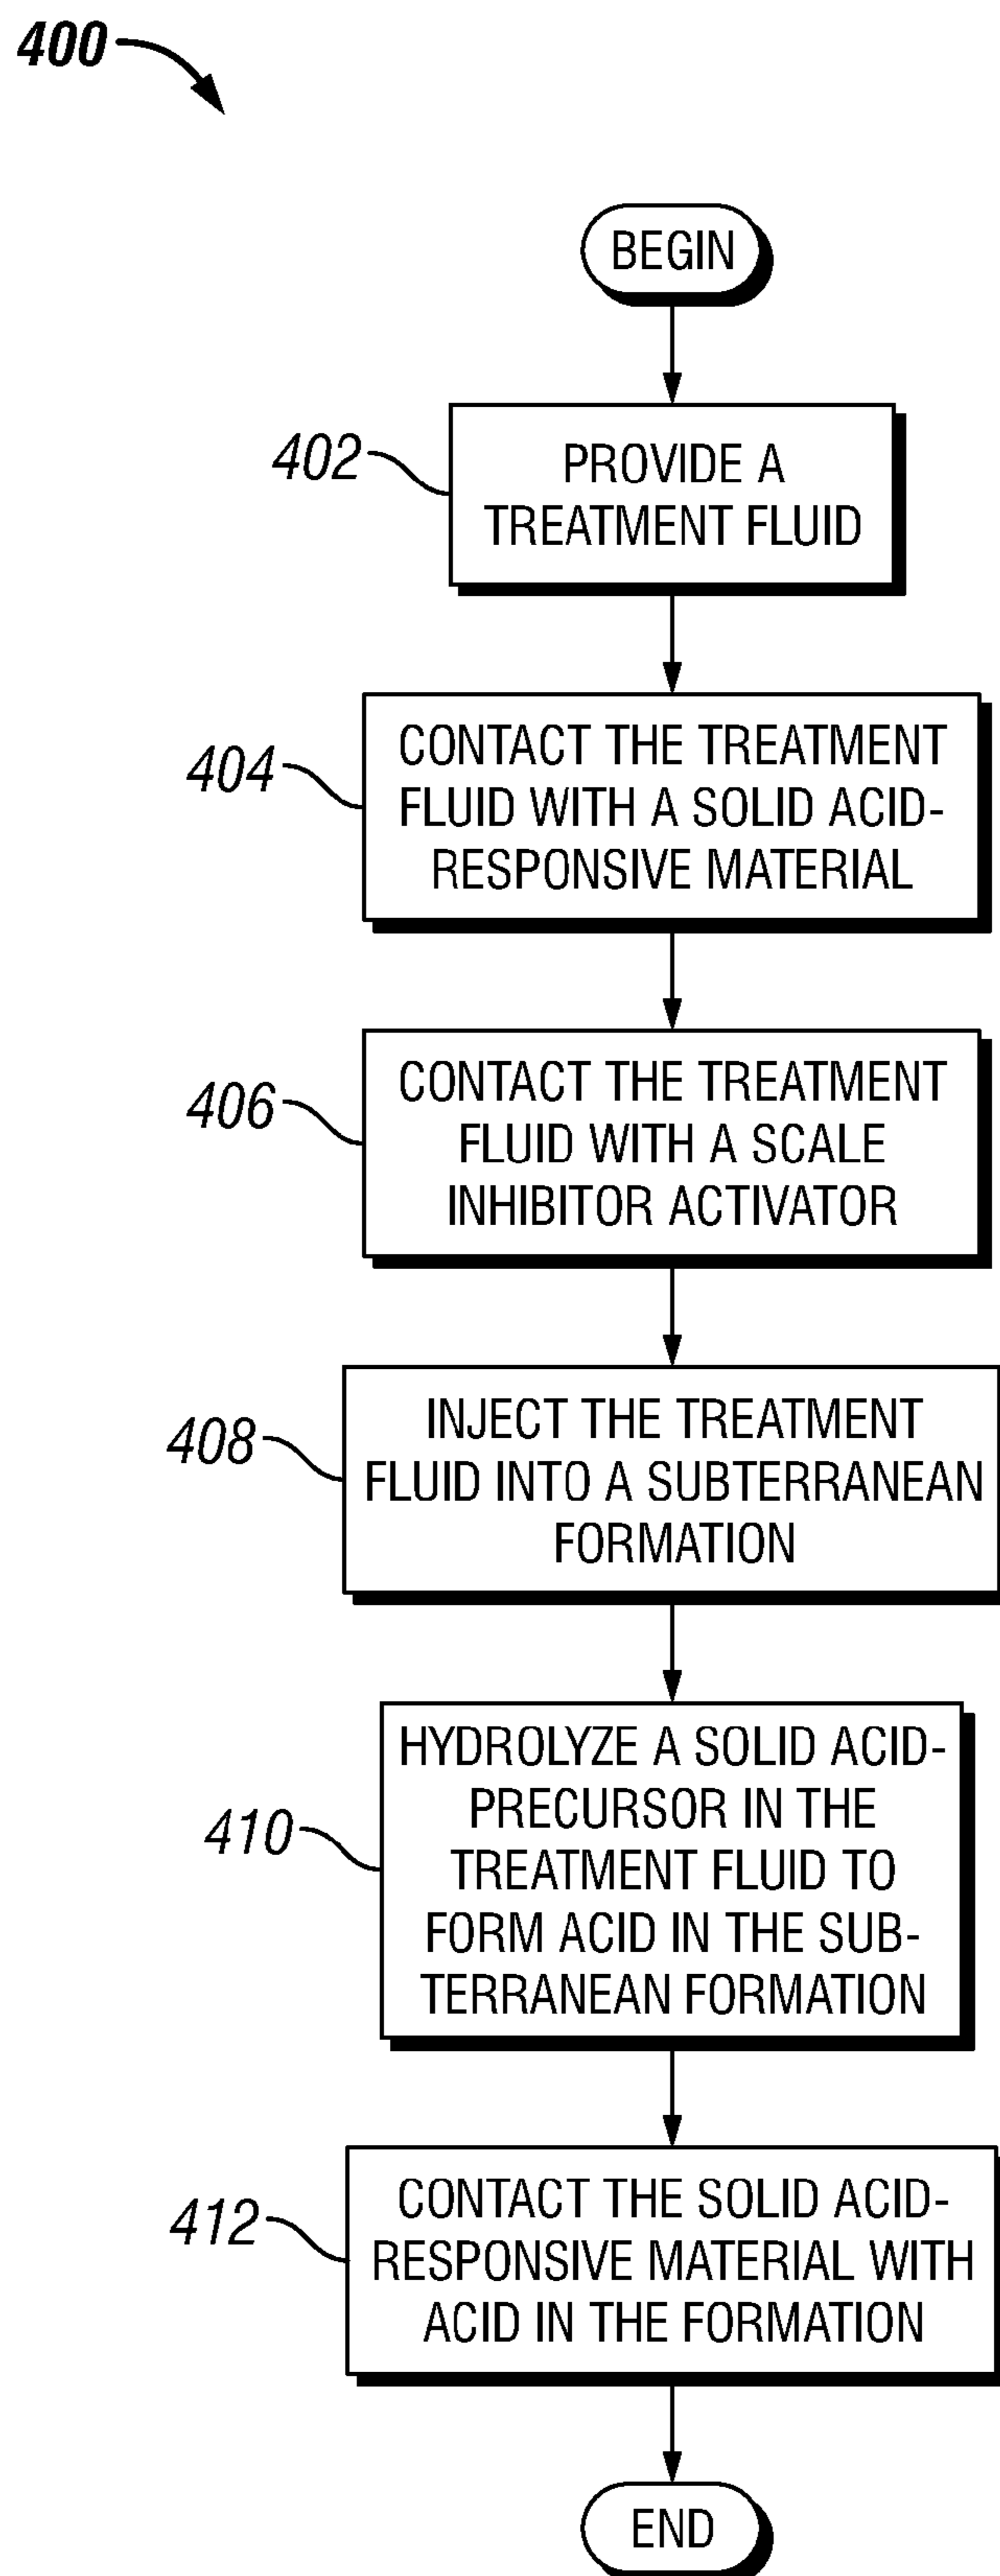 400
BEGIN
402
PROVIDE A
TREATMENT FLUID
404
CONTACT THE TREATMENT
FLUID WITH A SOLID ACID-
RESPONSIVE MATERIAL
406
CONTACT THE TREATMENT
FLUID WITH A SCALE
INHIBITOR ACTIVATOR
408
INJECT THE TREATMENT
FLUID INTO A SUBTERRANEAN
FORMATION
410
HYDROLYZE A SOLID ACID-
PRECURSOR IN THE
TREATMENT FLUID TO
FORM ACID IN THE SUB-
TERRANEAN FORMATION
412
CONTACT THE SOLID ACID-
RESPONSIVE MATERIAL WITH
ACID IN THE FORMATION
END